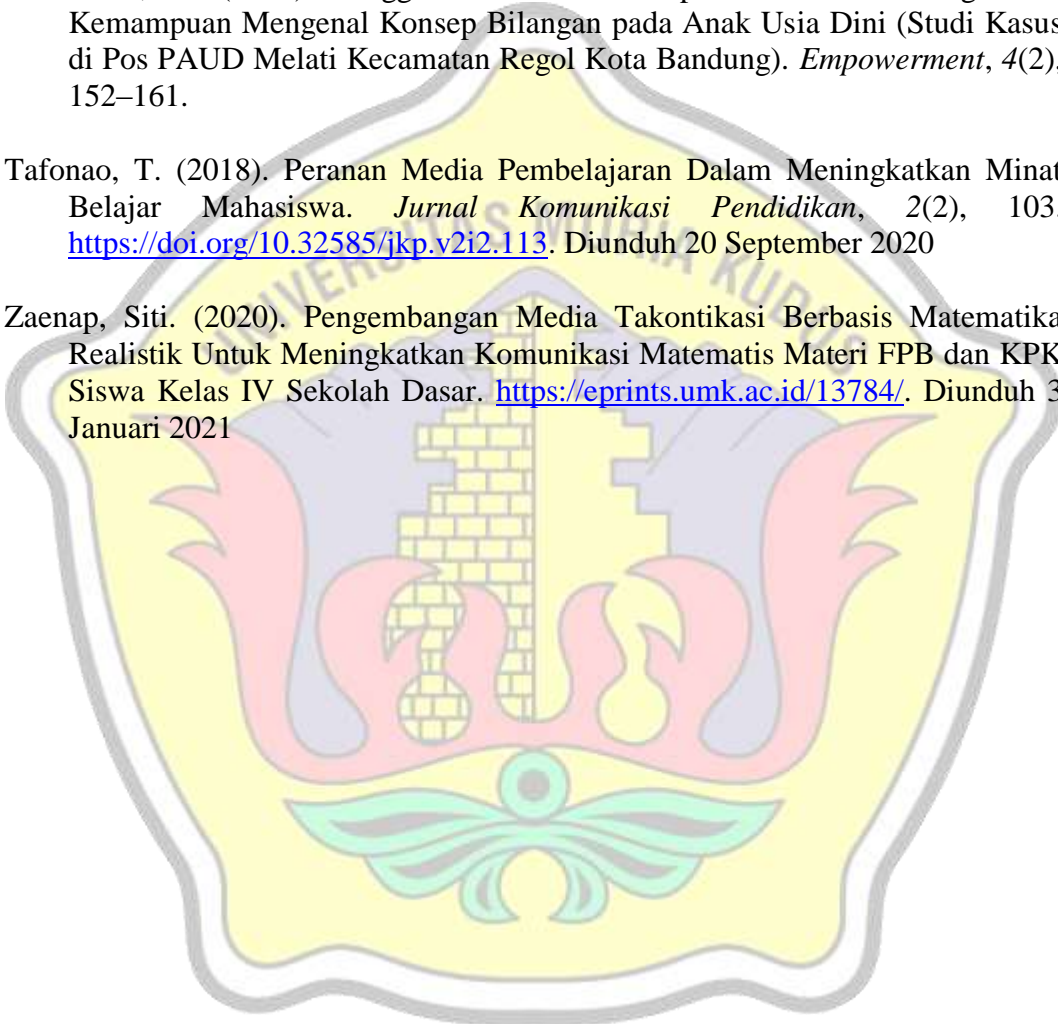 Kemampuan Mengenal Konsep Bilangan pada Anak Usia Dini (Studi Kasus
di Pos PAUD Melati Kecamatan Regol Kota Bandung). Empowerment, 4(2),
152–161.
Tafonao, T. (2018). Peranan Media Pembelajaran Dalam Meningkatkan Minat
Belajar Mahasiswa. Jurnal Komunikasi Pendidikan, 2(2), 103.
https://doi.org/10.32585/jkp.v2i2.113. Diunduh 20 September 2020
UNIVERSITAS MURIA KUDUS
Zaenap, Siti. (2020). Pengembangan Media Takontikasi Berbasis Matematika
Realistik Untuk Meningkatkan Komunikasi Matematis Materi FPB dan KPK
Siswa Kelas IV Sekolah Dasar. https://eprints.umk.ac.id/13784/. Diunduh 3
Januari 2021